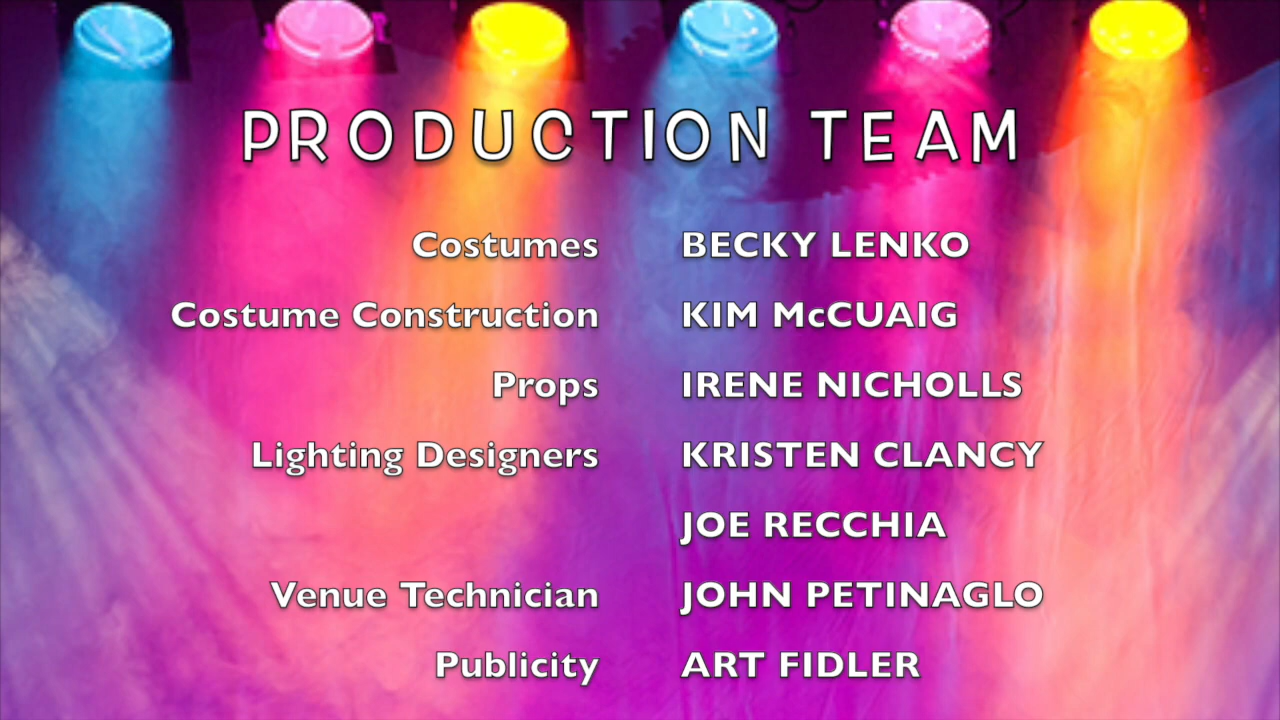 PRODUCTION TEAM
Costumes BECKY LENKO
Costume Construction KIM McCUAIG
Props IRENE NICHOLLS
Lighting Designers KRISTEN CLANCY
JOE RECCHIA
Venue Technician JOHN PETINAGLO
Publicity ART FIDLER